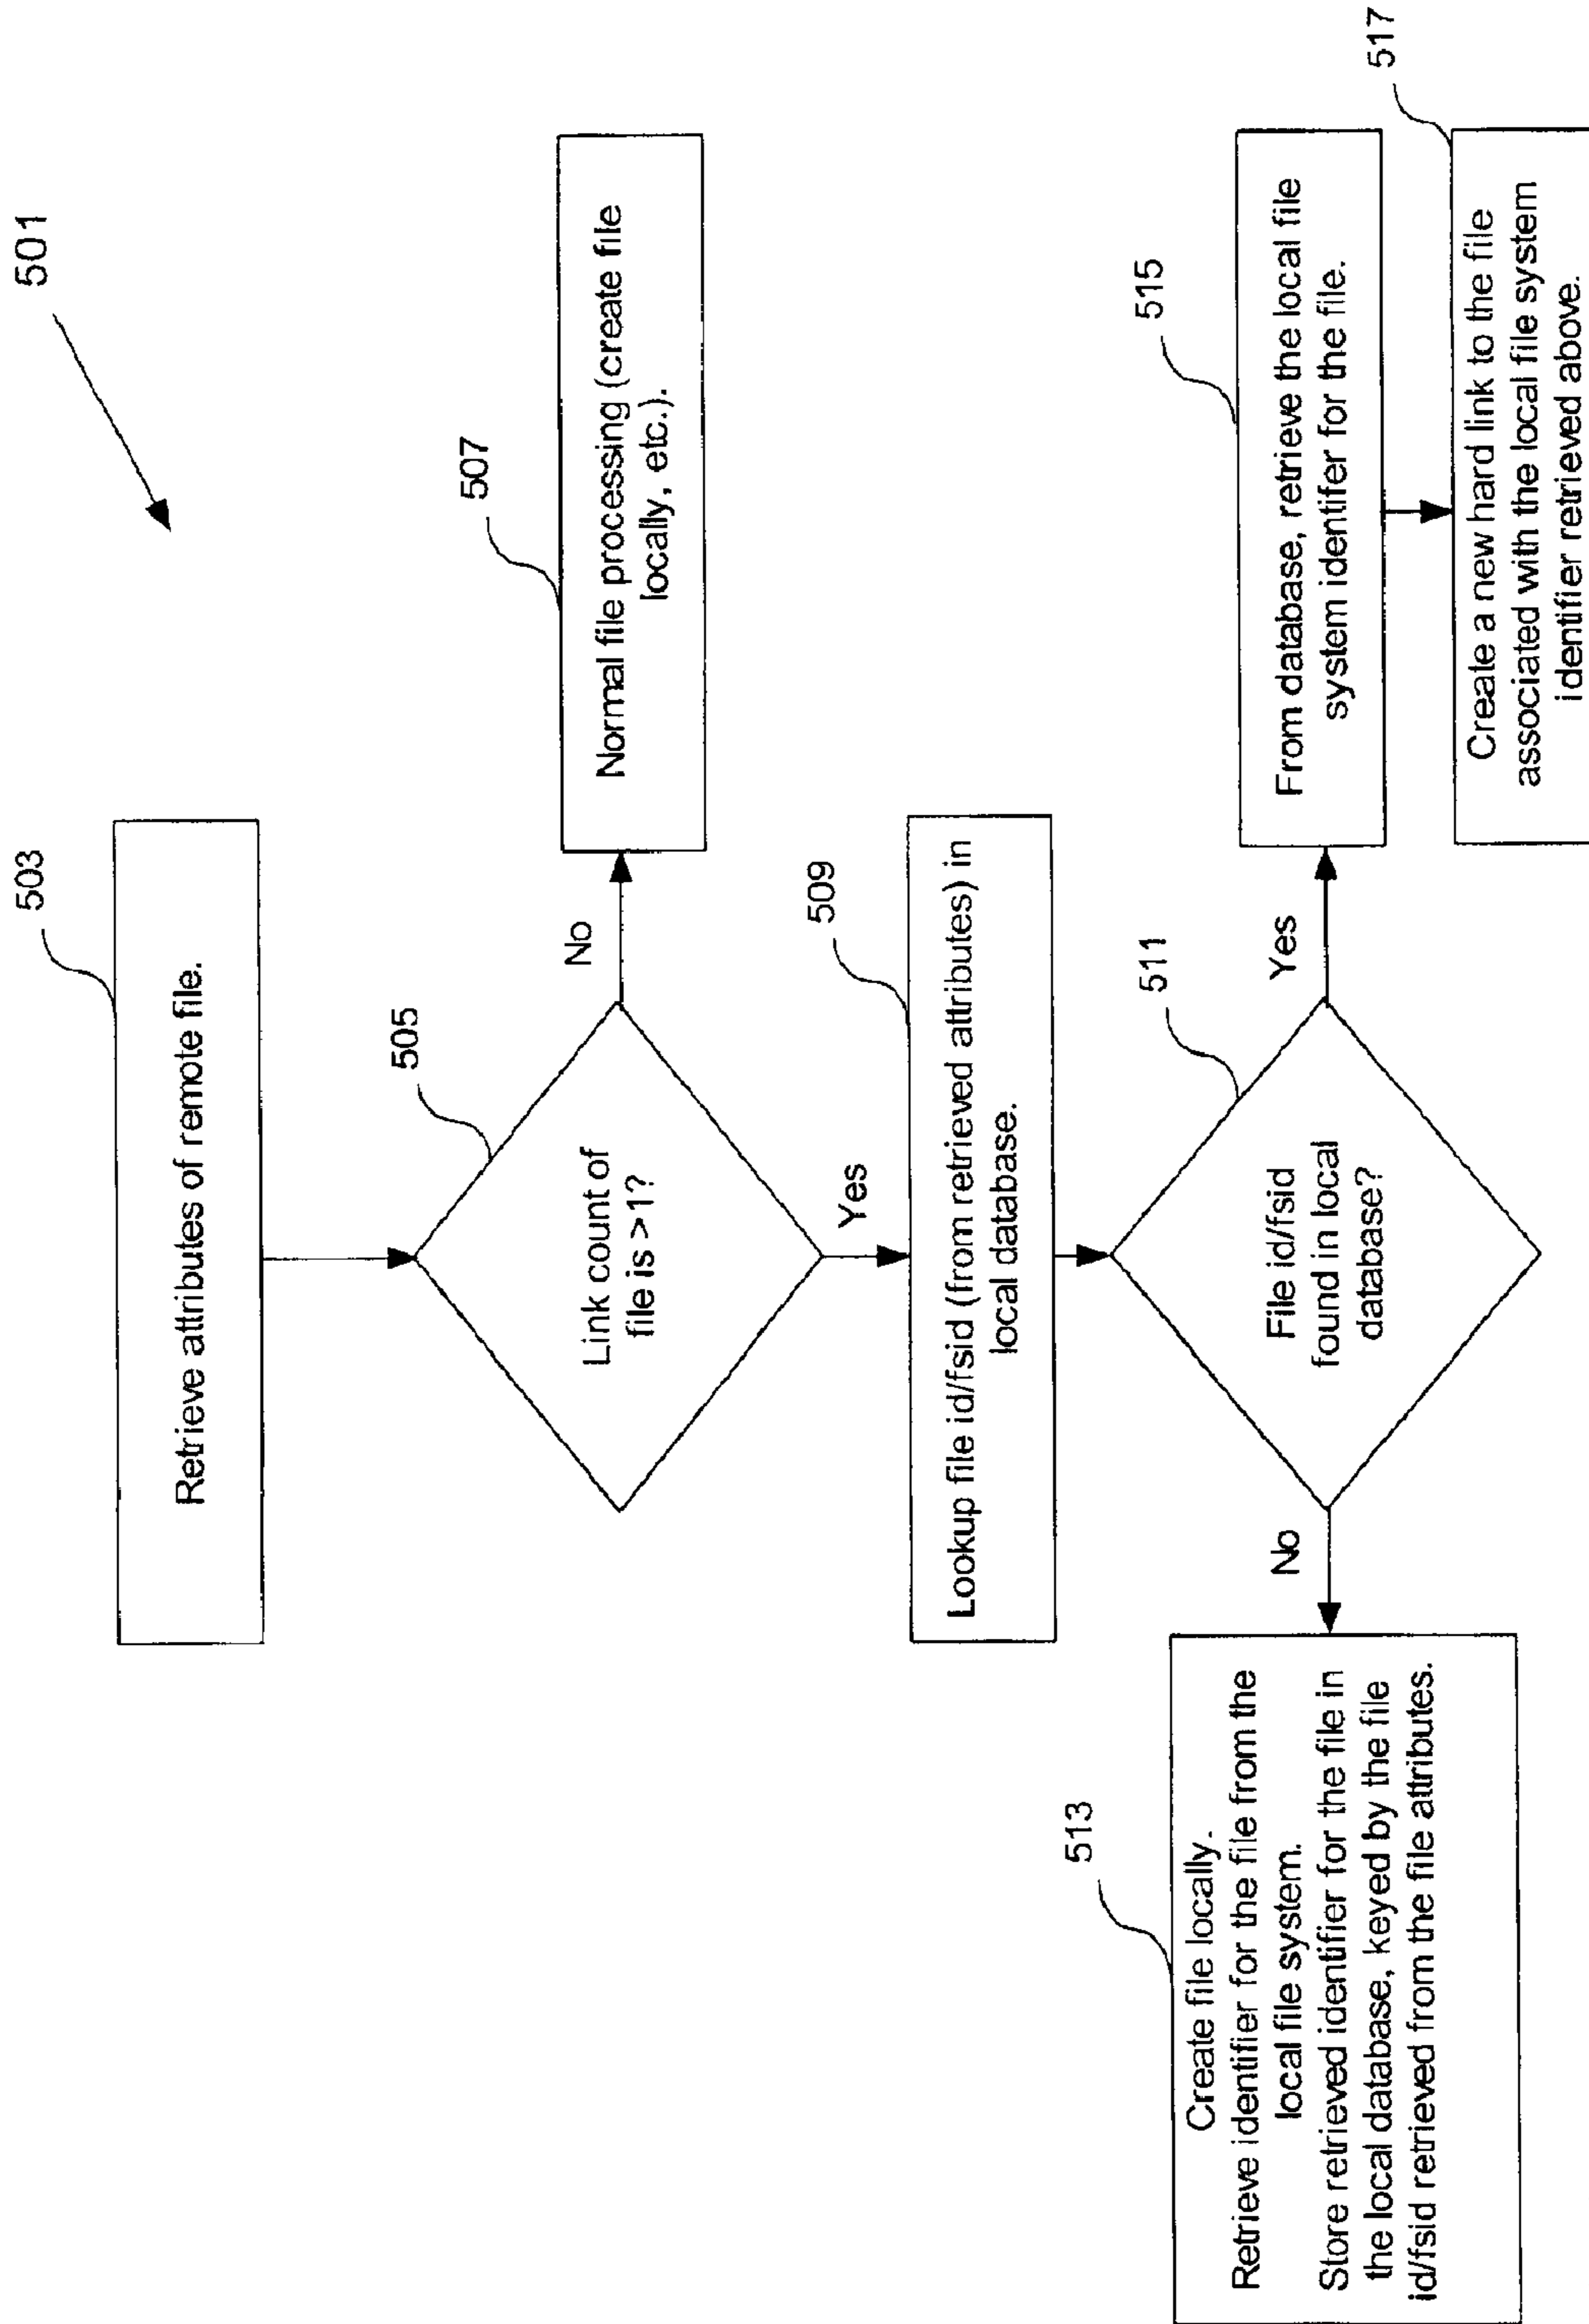 501
503
Retrieve attributes of remote file.
505
Link count of
file is >1?
No
507
Normal file processing (create file
locally, etc.).
Yes
509
Lookup file id/fsid (from retrieved attributes) in
local database.
511
File id/fsid
found in local
database?
No
513
Create file locally.
Retrieve identifier for the file from the
local file system.
Store retrieved identifier for the file in
the local database, keyed by the file
id/fsid retrieved from the file attributes.
Yes
515
From database, retrieve the local file
system identifer for the file.
517
Create a new hard link to the file
associated with the local file system
identifier retrieved above.